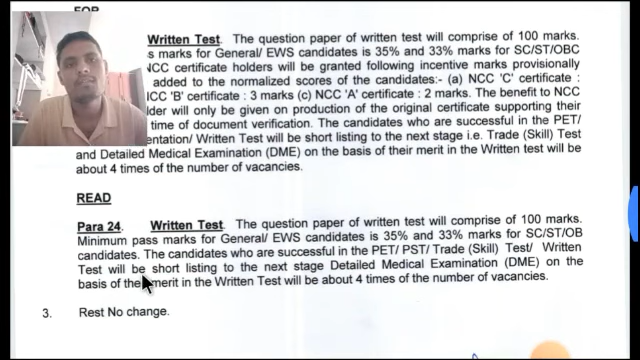 FOR
Written Test. The question paper of written test will comprise of 100 marks.
s marks for General/ EWS candidates is 35% and 33% marks for SC/ST/OBC
NCC certificate holders will be granted following incentive marks provisionally
added to the normalized scores of the candidates:- (a) NCC 'C' certificate :
NCC 'B' certificate : 3 marks (c) NCC 'A' certificate : 2 marks. The benefit to NCC
lder will only be given on production of the original certificate supporting their
time of document verification. The candidates who are successful in the PET/
entation/ Written Test will be short listing to the next stage i.e. Trade (Skill) Test
and Detailed Medical Examination (DME) on the basis of their merit in the Written test will be
about 4 times of the number of vacancies.
READ
Para 24. Written Test. The question paper of written test will comprise of 100 marks.
Minimum pass marks for General/ EWS candidates is 35% and 33% marks for SC/ST/OB
candidates. The candidates who are successful in the PET/ PST/ Trade (Skill) Test/ Written
Test will be short listing to the next stage Detailed Medical Examination (DME) on the
basis of the merit in the Written Test will be about 4 times of the number of vacancies.
3. Rest No change.